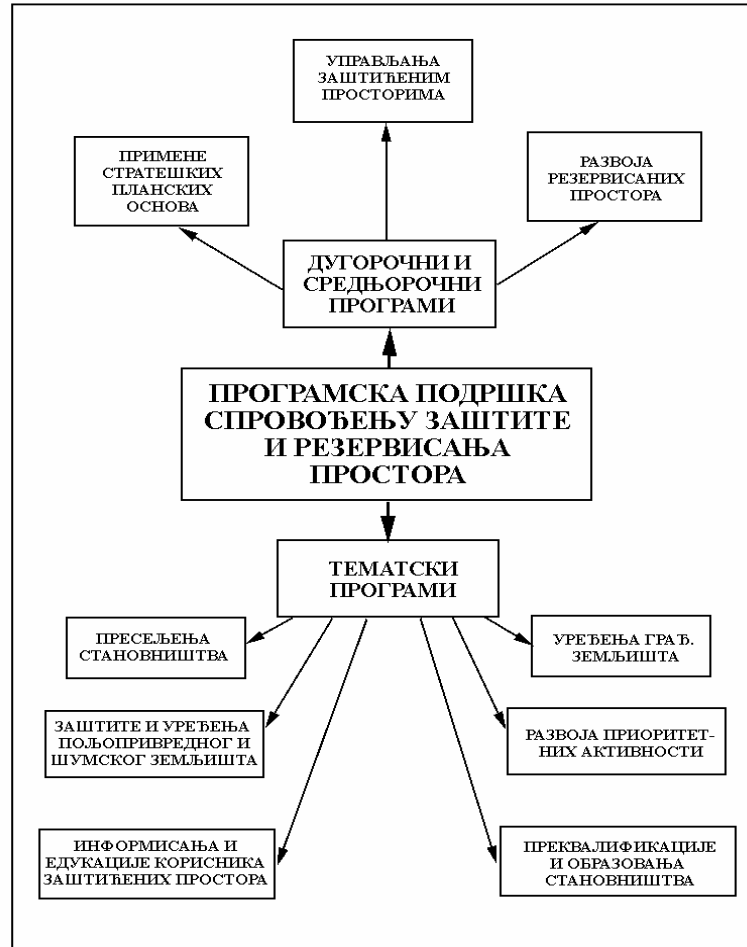 УПРАВЉАЊА
ЗАШТИЋЕНИМ
ПРОСТОРИМА
ПРИМЕНЕ
СТРАТЕШКИХ
ПЛАНСКИХ
ОСНОВА
РАЗВОЈА
РЕЗЕРВИСАНИХ
ПРОСТОРА
ДУГОРОЧНИ И
СРЕДЊОРОЧНИ
ПРОГРАМИ
ПРОГРАМСКА ПОДРШКА
СПРОВОЂЕЊУ ЗАШТИТЕ
И РЕЗЕРВИСАЊА
ПРОСТОРА
ТЕМАТСКИ
ПРОГРАМИ
ПРЕСЕЉЕЊА
СТАНОВНИШТВА
УРЕЂЕЊА ГРАЂ.
ЗЕМЉИШТА
ЗАШТИТЕ И УРЕЂЕЊА
ПОЉОПРИВРЕДНОГ И
ШУМСКОГ ЗЕМЉИШТА
РАЗВОЈА ПРИОРИТЕТ-
НИХ АКТИВНОСТИ
ИНФОРМИСАЊА И
ЕДУКАЦИЈЕ КОРИСНИКА
ЗАШТИЋЕНИХ ПРОСТОРА
ПРЕКВАЛИФИКАЦИЈЕ
И ОБРАЗОВАЊА
СТАНОВНИШТВА